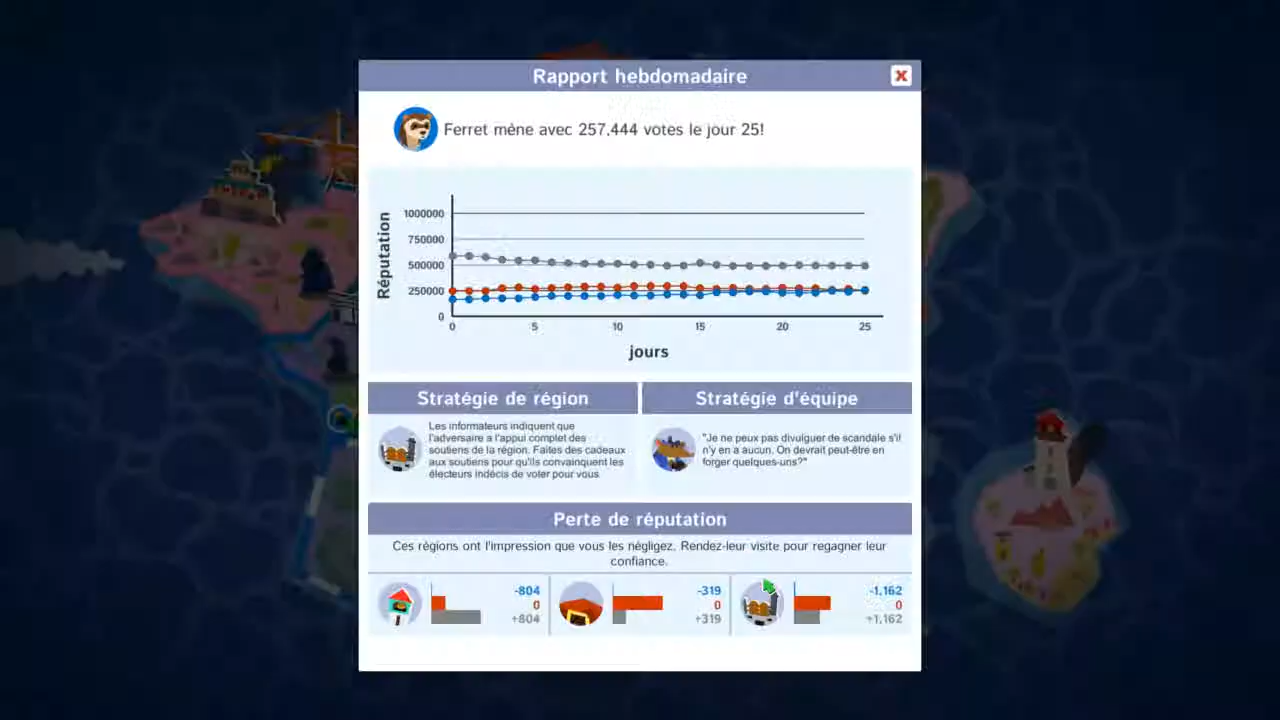 Rapport hebdomadaire
Ferret mène avec 257,444 votes le jour 25!
Réputation
1000000
750000
500000
250000
0
0 5 10 15 20 25
jours
Stratégie de région
Les informateurs indiquent que
l'adversaire a l'appui complet des
soutiens de la région. Faites des cadeaux
aux soutiens pour qu'ils convainquent les
électeurs indécis de voter pour vous.
Stratégie d'équipe
"Je ne peux pas divulguer de scandale s'il
n'y en a aucun. On devrait peut-être en
forger quelques-uns?"
Perte de réputation
Ces régions ont l'impression que vous les négligez. Rendez-leur visite pour regagner leur
confiance.
-804
0
+804
-319
0
+319
-1,162
0
+1,162